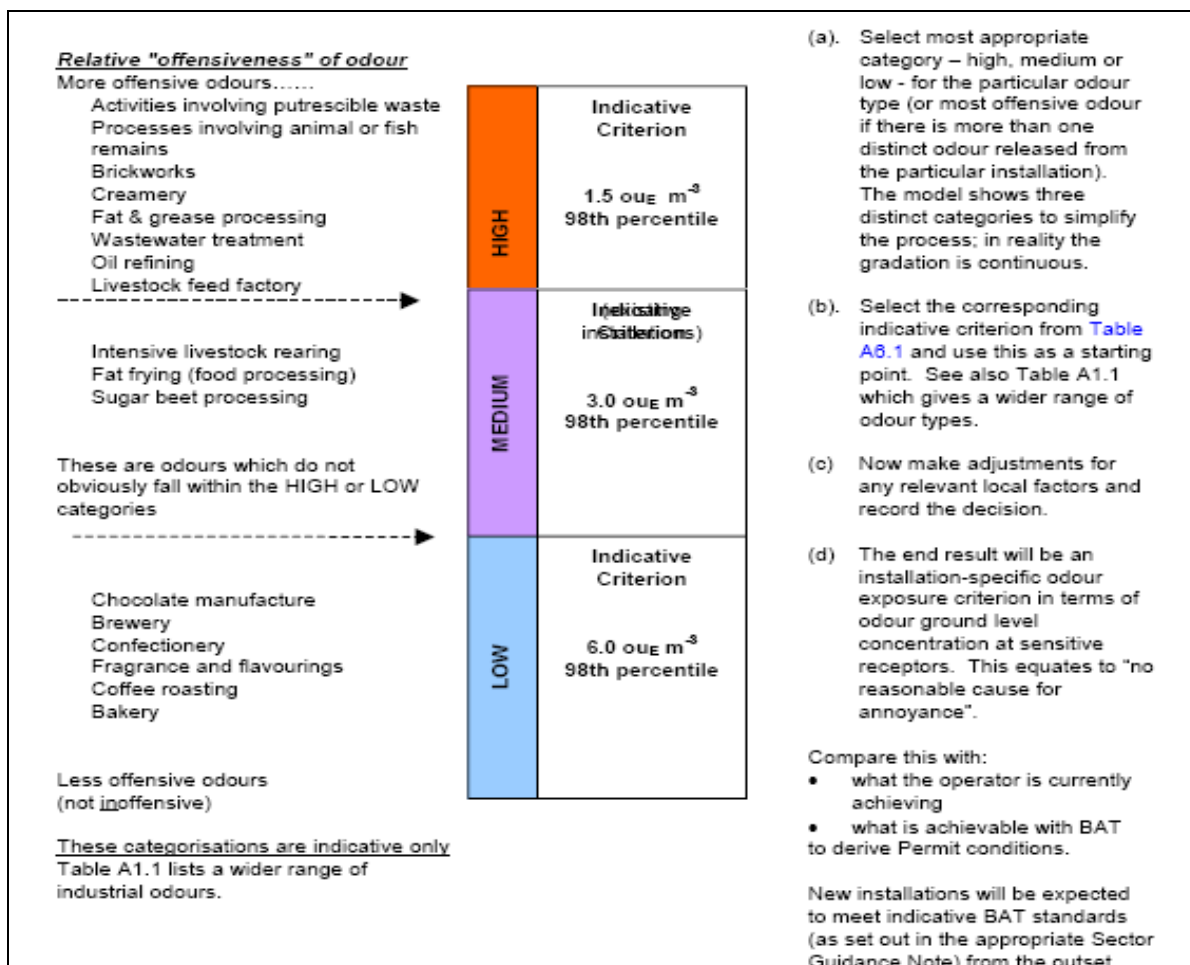 Relative "offensiveness" of odour
More offensive odours……
Activities involving putrescible waste
Processes involving animal or fish
remains
Brickworks
Creamery
Fat & grease processing
Wastewater treatment
Oil refining
Livestock feed factory
Intensive livestock rearing
Fat frying (food processing)
Sugar beet processing
These are odours which do not
obviously fall within the HIGH or LOW
categories
Chocolate manufacture
Brewery
Confectionery
Fragrance and flavourings
Coffee roasting
Bakery
Less offensive odours
(not inoffensive)
These categorisations are indicative only
Table A1.1 lists a wider range of
industrial odours.
HIGH
Indicative
Criterion
1.5 ouE m-3
98th percentile
MEDIUM
Indicative
Criterion
(existing
installations)
3.0 ouE m-3
98th percentile
LOW
Indicative
Criterion
6.0 ouE m-3
98th percentile
(a). Select most appropriate
category – high, medium or
low - for the particular odour
type (or most offensive odour
if there is more than one
distinct odour released from
the particular installation).
The model shows three
distinct categories to simplify
the process; in reality the
gradation is continuous.
(b). Select the corresponding
indicative criterion from Table
A6.1 and use this as a starting
point. See also Table A1.1
which gives a wider range of
odour types.
(c) Now make adjustments for
any relevant local factors and
record the decision.
(d) The end result will be an
installation-specific odour
exposure criterion in terms of
odour ground level
concentration at sensitive
receptors. This equates to "no
reasonable cause for
annoyance".
Compare this with:
• what the operator is currently
achieving
• what is achievable with BAT
to derive Permit conditions.
New installations will be expected
to meet indicative BAT standards
(as set out in the appropriate Sector
Guidance Note) from the outset